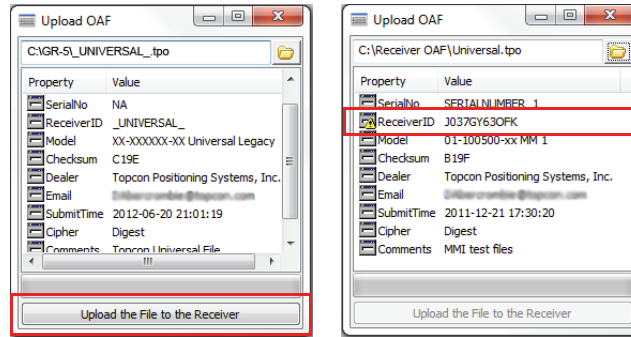 Upload OAF
C:\GR-5\_UNIVERSAL_.tpo
Property Value
SerialNo NA
ReceiverID _UNIVERSAL_
Model XX-XXXXXX-XX Universal Legacy
Checksum C19E
Dealer Topcon Positioning Systems, Inc.
Email
SubmitTime 2012-06-20 21:01:19
Cipher Digest
Comments Topcon Universal File
Upload the File to the Receiver
Upload OAF
C:\Receiver OAF\Universal.tpo
Property Value
SerialNo SERIALNUMBER_1
ReceiverID J037GY63OFK
Model 01-100500-xx MM 1
Checksum B19F
Dealer Topcon Positioning Systems, Inc.
Email
SubmitTime 2011-12-21 17:30:20
Cipher Digest
Comments MMI test files
Upload the File to the Receiver